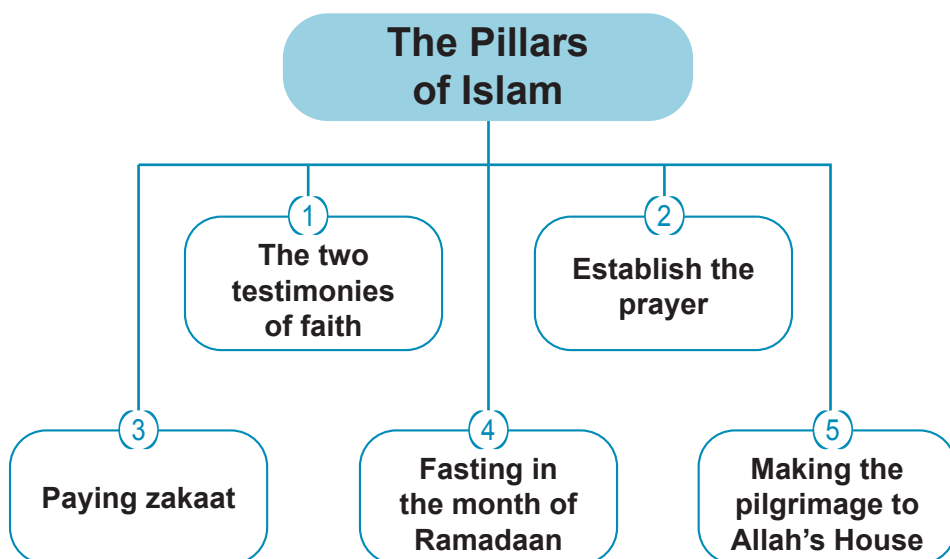 The Pillars
of Islam
1
The two
testimonies
of faith
2
Establish the
prayer
3
Paying zakaat
4
Fasting in
the month of
Ramadaan
5
Making the
pilgrimage to
Allah’s House